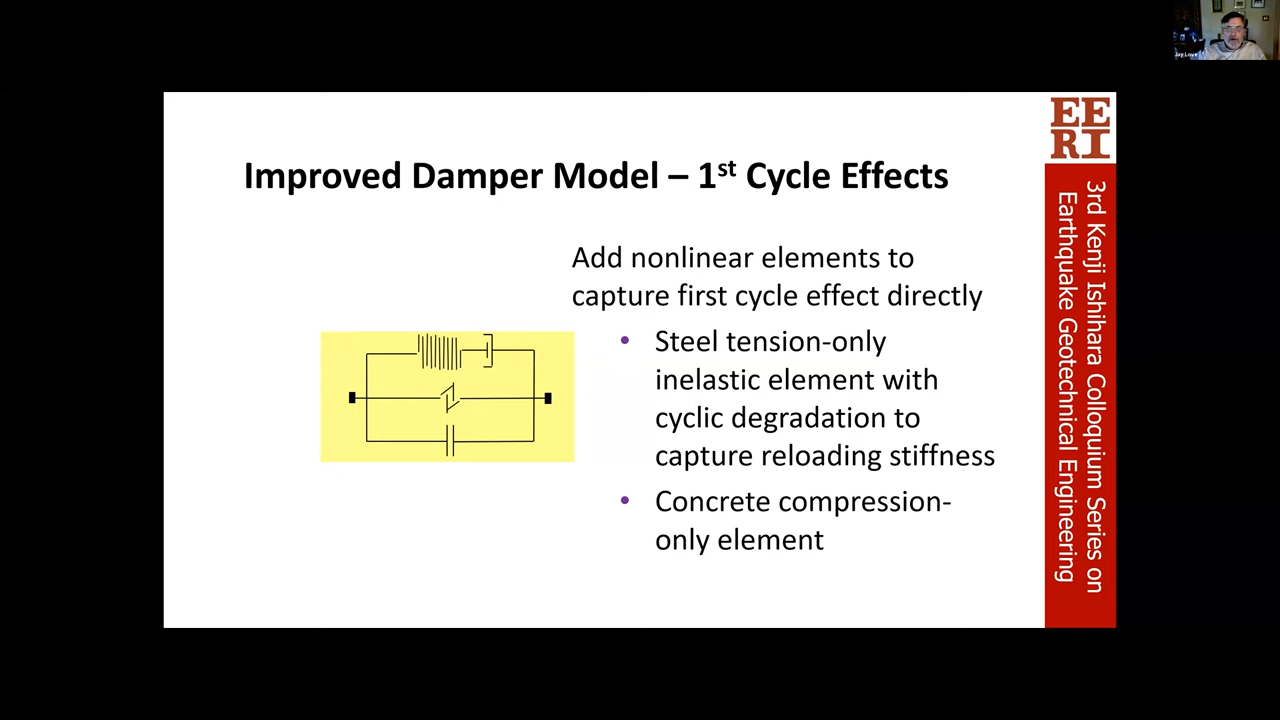 Jay Love
EE
RI
Improved Damper Model – 1st Cycle Effects
Add nonlinear elements to
capture first cycle effect directly
• Steel tension-only
inelastic element with
cyclic degradation to
capture reloading stiffness
• Concrete compression-
only element
3rd Kenji Ishihara Colloquium Series on
Earthquake Geotechnical Engineering